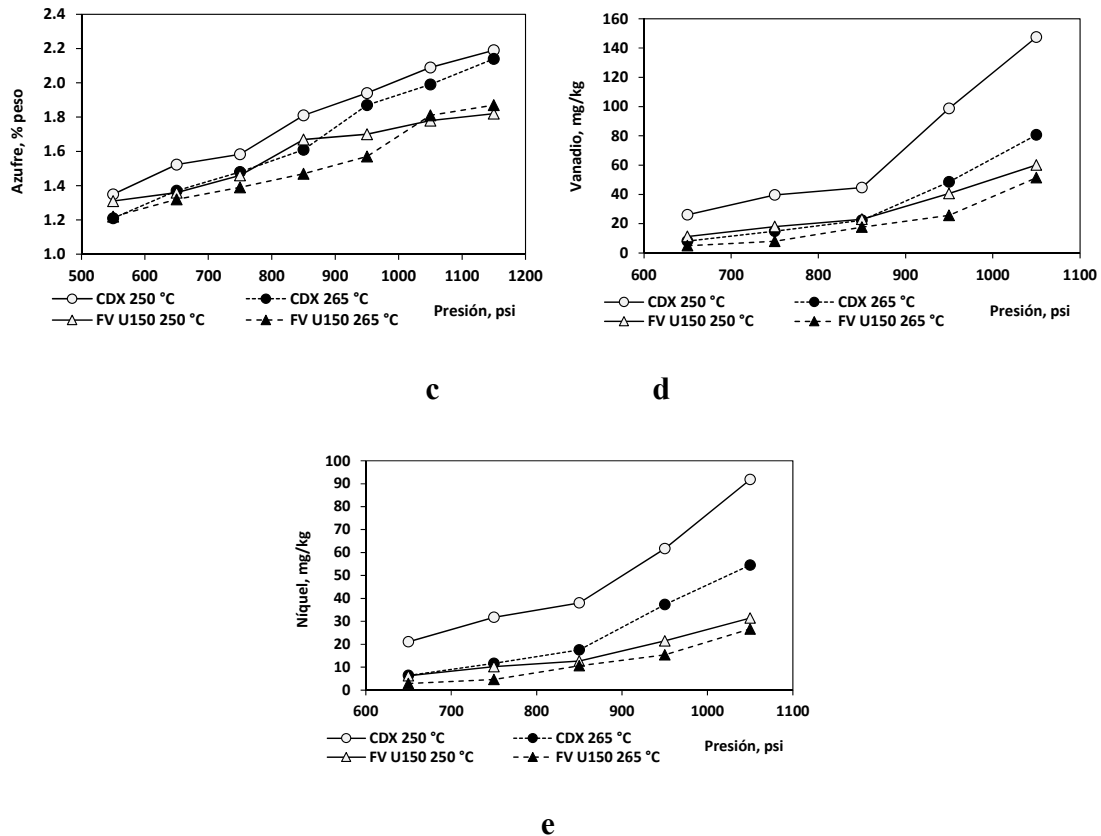 2.4
2.2
2.0
1.8
1.6
1.4
1.2
1.0
Azufre, % peso
500 600 700 800 900 1000 1100 1200
CDX 250 °C CDX 265 °C Presión, psi
FV U150 250 °C FV U150 265 °C
c
160
140
120
100
80
60
40
20
0
Vanadio, mg/kg
600 700 800 900 1000 1100
CDX 250 °C CDX 265 °C Presión, psi
FV U150 250 °C FV U150 265 °C
d
100
90
80
70
60
50
40
30
20
10
0
Níquel, mg/kg
600 700 800 900 1000 1100
CDX 250 °C CDX 265 °C Presión, psi
FV U150 250 °C FV U150 265 °C
e